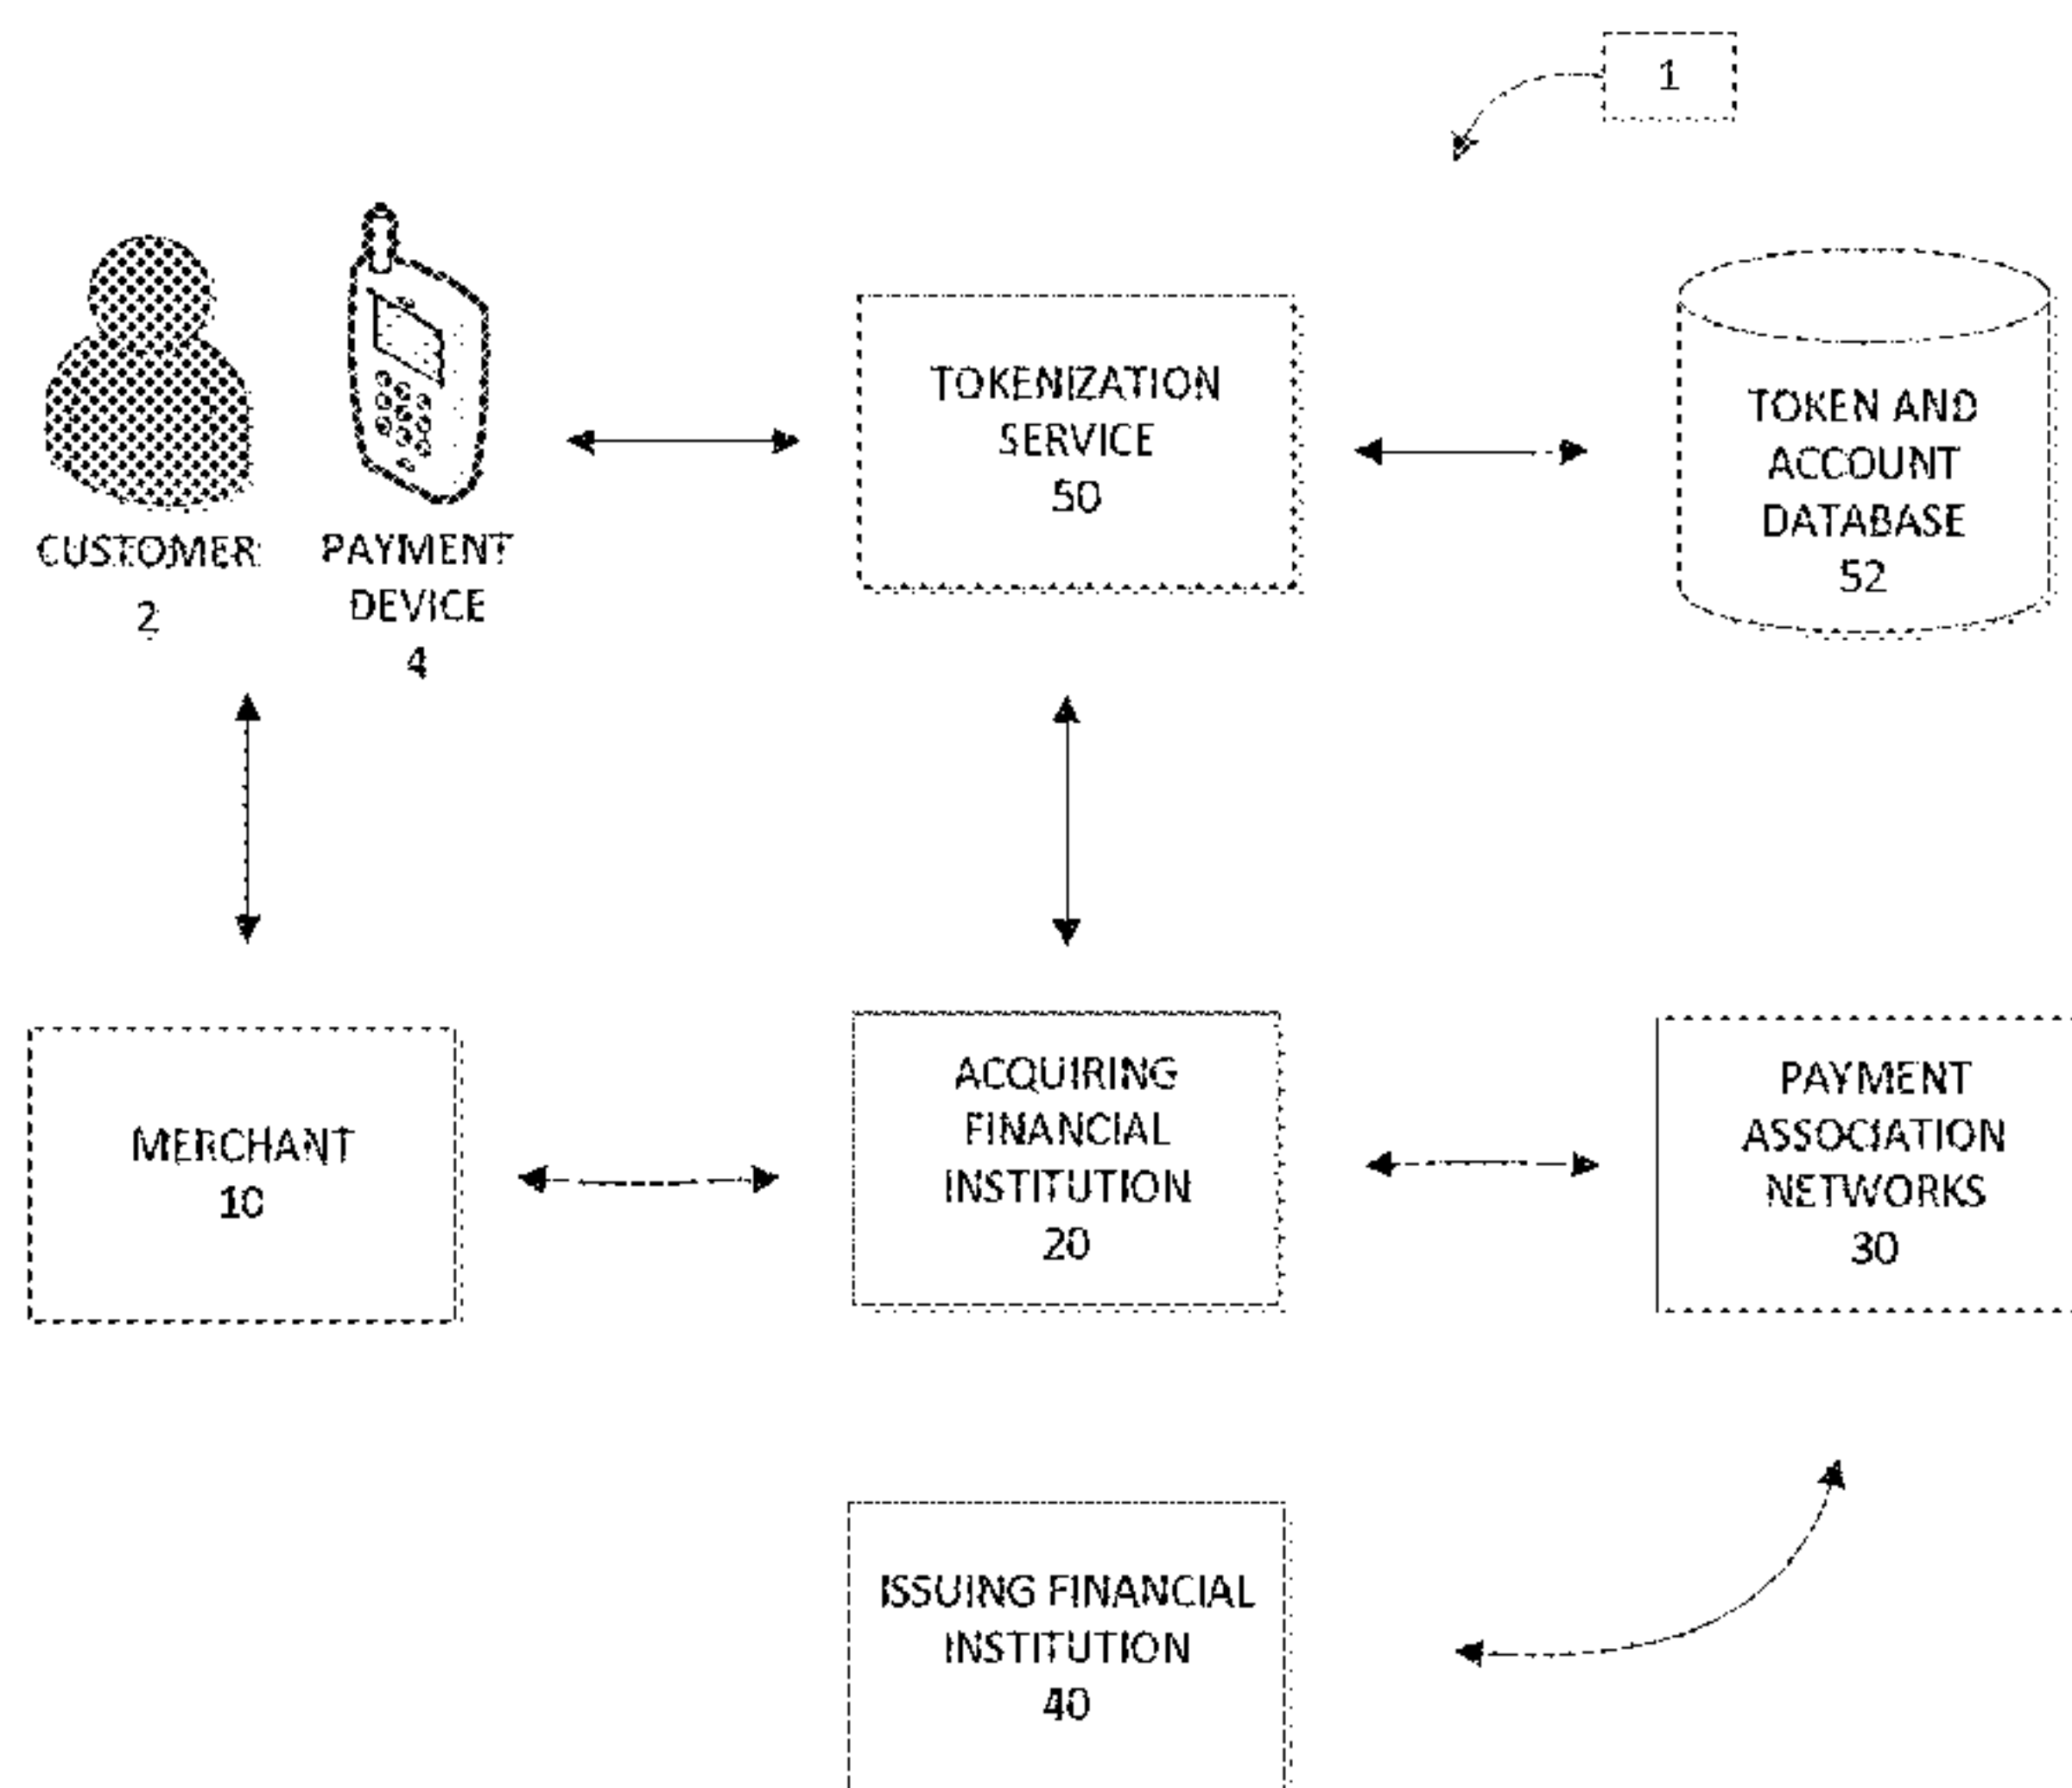 1
CUSTOMER
2
PAYMENT
DEVICE
4
TOKENIZATION
SERVICE
50
TOKEN AND
ACCOUNT
DATABASE
52
MERCHANT
10
ACQUIRING
FINANCIAL
INSTITUTION
20
PAYMENT
ASSOCIATION
NETWORKS
30
ISSUING FINANCIAL
INSTITUTION
40